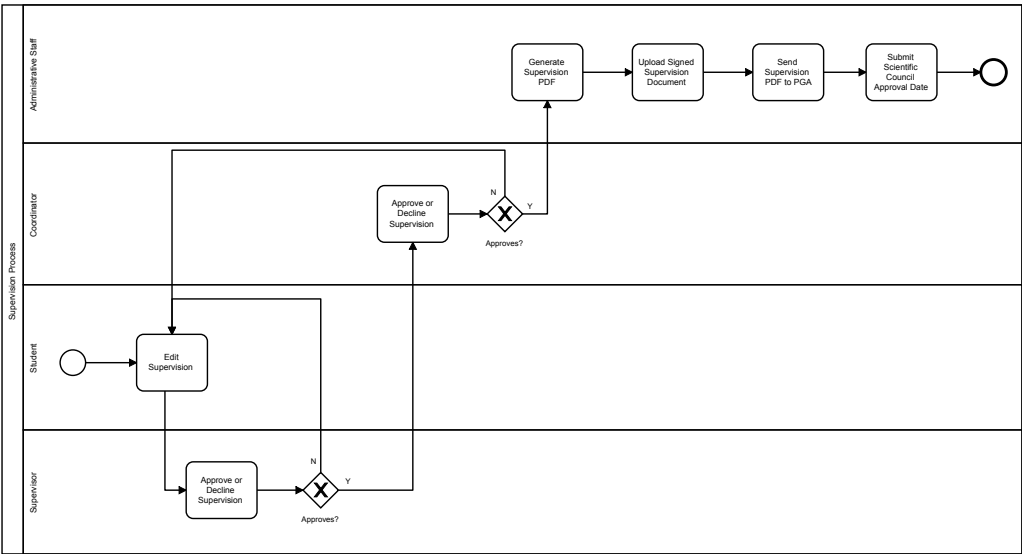 Supervision Process
Administrative Staff
Generate
Supervision
PDF
Upload Signed
Supervision
Document
Send
Supervision
PDF to PGA
Submit
Scientific
Council
Approval Date
Coordinator
Approve or
Decline
Supervision
N
Y
Approves?
Student
Edit
Supervision
Supervisor
Approve or
Decline
Supervision
N
Y
Approves?